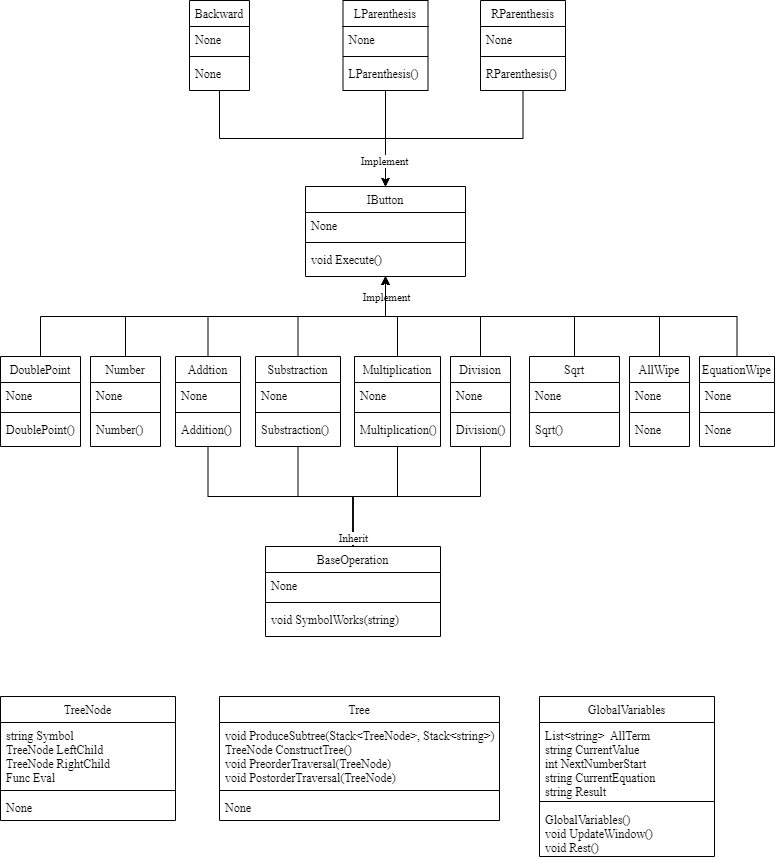 Backward
None
None
LParenthesis
None
LParenthesis()
RParenthesis
None
RParenthesis()
Implement
IButton
None
void Execute()
Implement
DoublePoint
None
DoublePoint()
Number
None
Number()
Addtion
None
Addition()
Substraction
None
Substraction()
Multiplication
None
Multiplication()
Division
None
Division()
Sqrt
None
Sqrt()
AllWipe
None
None
EquationWipe
None
None
Inherit
BaseOperation
None
void SymbolWorks(string)
TreeNode
string Symbol
TreeNode LeftChild
TreeNode RightChild
Func Eval
None
Tree
void ProduceSubtree(Stack<TreeNode>, Stack<string>)
TreeNode ConstructTree()
void PreorderTraversal(TreeNode)
void PostorderTraversal(TreeNode)
None
GlobalVariables
List<string> AllTerm
string CurrentValue
int NextNumberStart
string CurrentEquation
string Result
GlobalVariables()
void UpdateWindow()
void Rest()